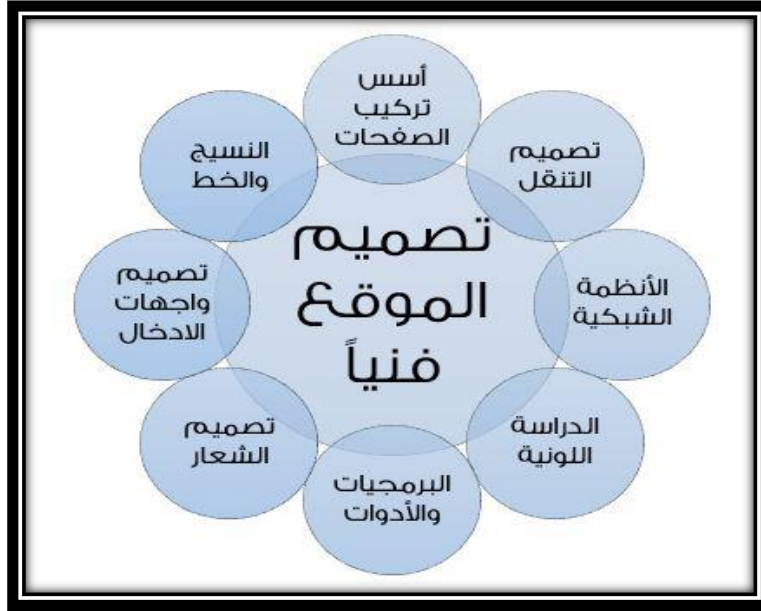 أسس
تركيب
الصفحات
تصميم
التنقل
الأنظمة
الشبكية
الدراسة
اللونية
البرمجيات
والأدوات
تصميم
الشعار
تصميم
واجهات
الادخال
النسيج
والخط
تصميم
الموقع
فنياً